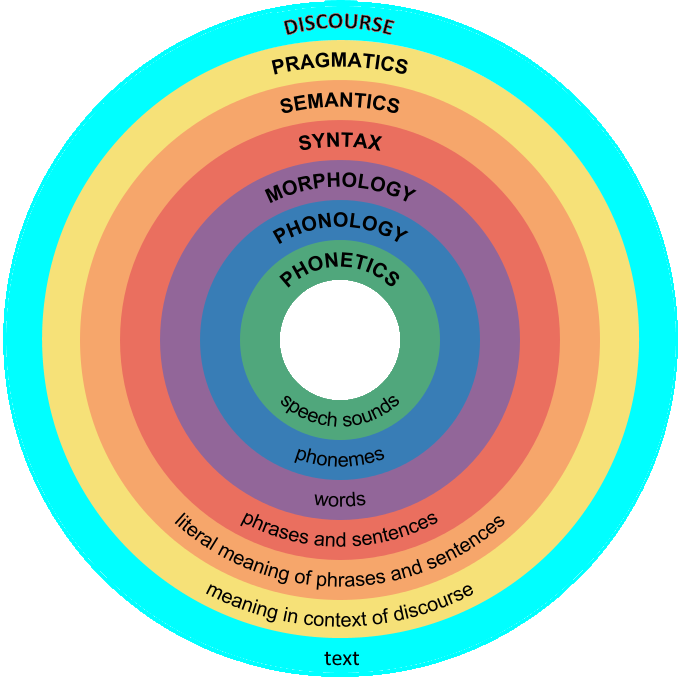 DISCOURSE
PRAGMATICS
SEMANTICS
SYNTAX
MORPHOLOGY
PHONOLOGY
PHONETICS
speech sounds
phonemes
words
phrases and sentences
literal meaning of phrases and sentences
meaning in context of discourse
text